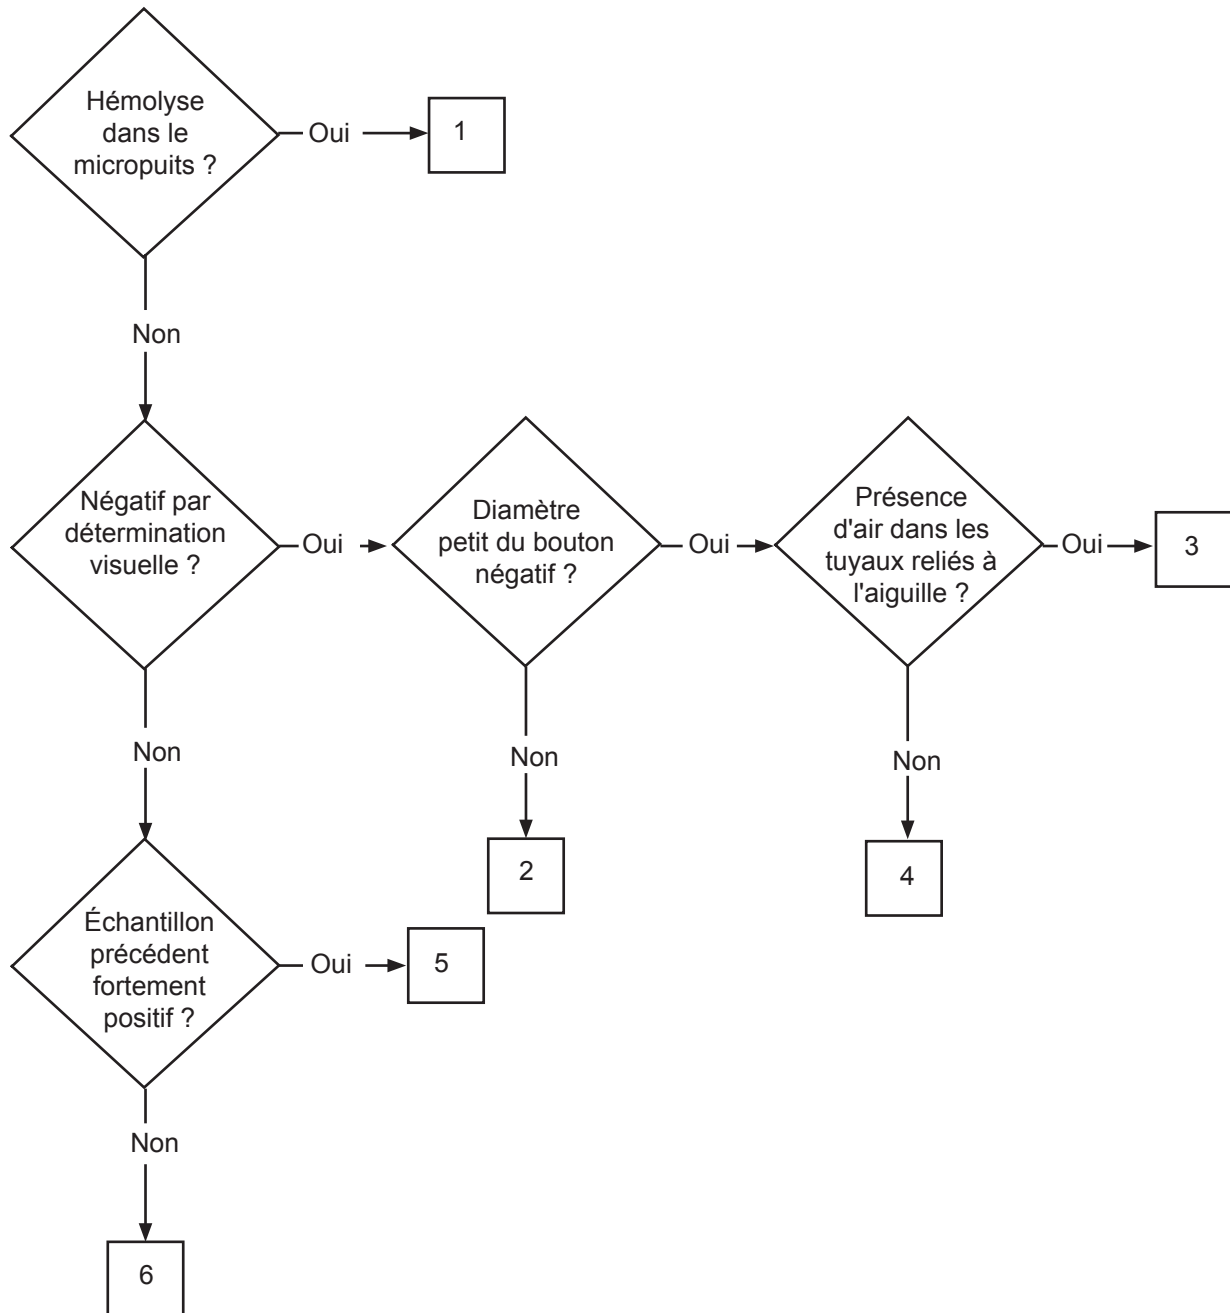 Hémolyse
dans le
micropuits ?
Oui
1
Non
Négatif par
détermination
visuelle ?
Oui
Diamètre
petit du bouton
négatif ?
Oui
Présence
d'air dans les
tuyaux reliés à
l'aiguille ?
Oui
3
Non
Non
Non
2
4
Échantillon
précédent
fortement
positif ?
Oui
5
Non
6